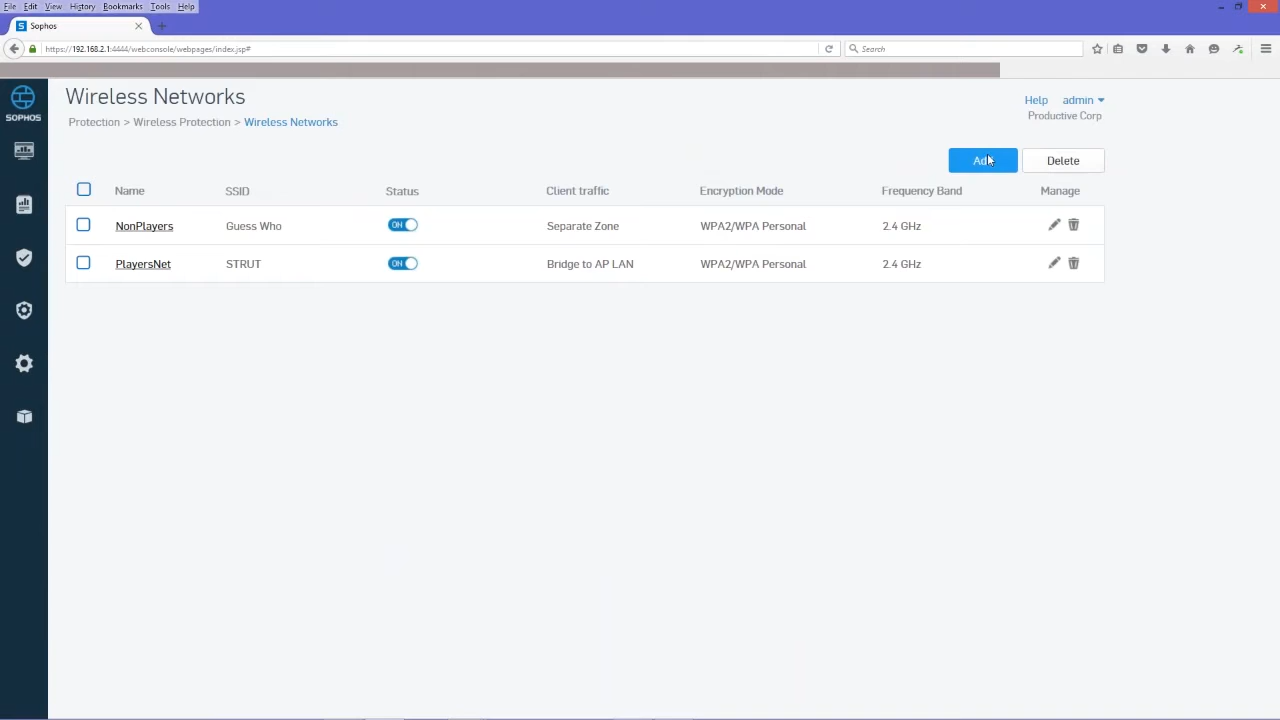 File Edit View History Bookmarks Tools Help
Sophos
https://192.168.2.1:4444/webconsole/webpages/index.jsp#
Search
SOPHOS
Wireless Networks
Protection > Wireless Protection > Wireless Networks
Help admin
Productive Corp
Add Delete
Name SSID Status Client traffic Encryption Mode Frequency Band Manage
NonPlayers Guess Who ON Separate Zone WPA2/WPA Personal 2.4 GHz
PlayersNet STRUT ON Bridge to AP LAN WPA2/WPA Personal 2.4 GHz